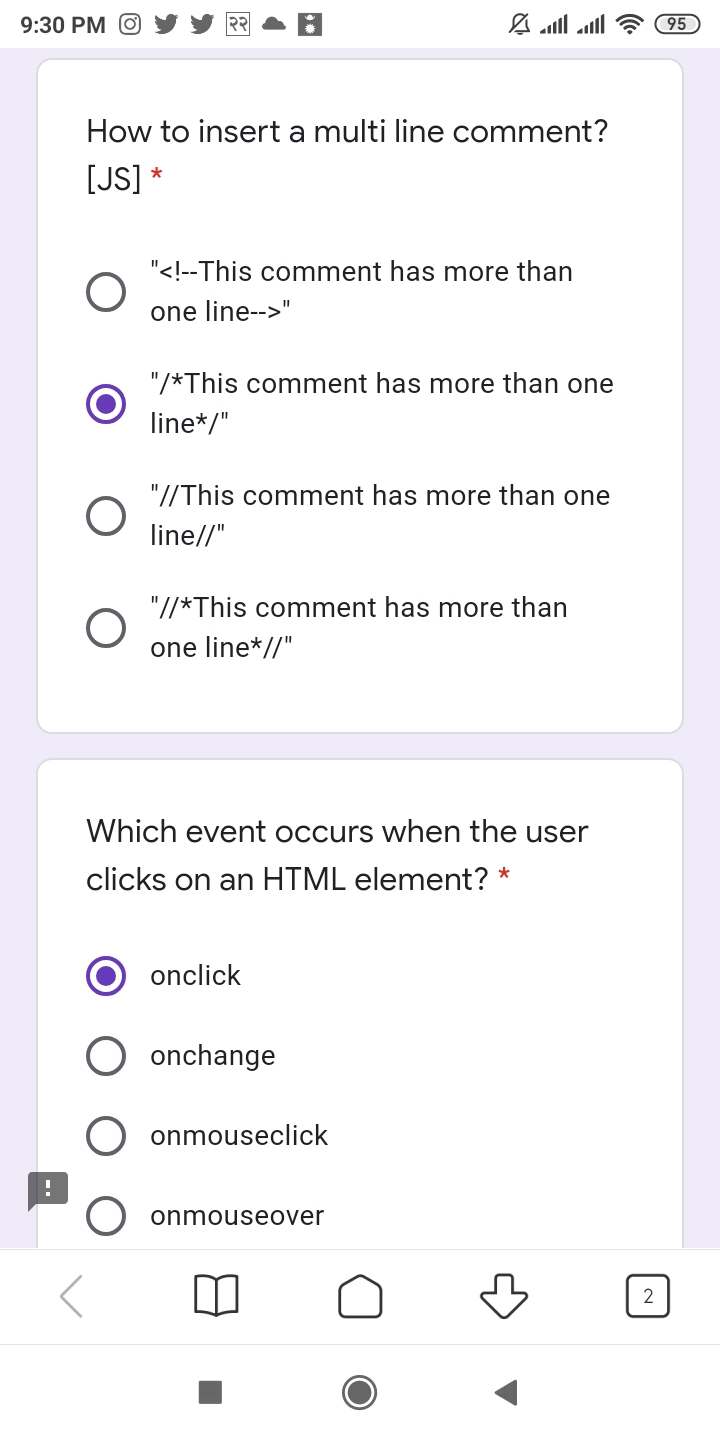 9:30 PM
२२
95
How to insert a multi line comment?
[JS] *
"<!--This comment has more than
one line-->"
"/*This comment has more than one
line*/"
"//This comment has more than one
line//"
"//*This comment has more than
one line*//"
Which event occurs when the user
clicks on an HTML element? *
onclick
onchange
onmouseclick
onmouseover
2